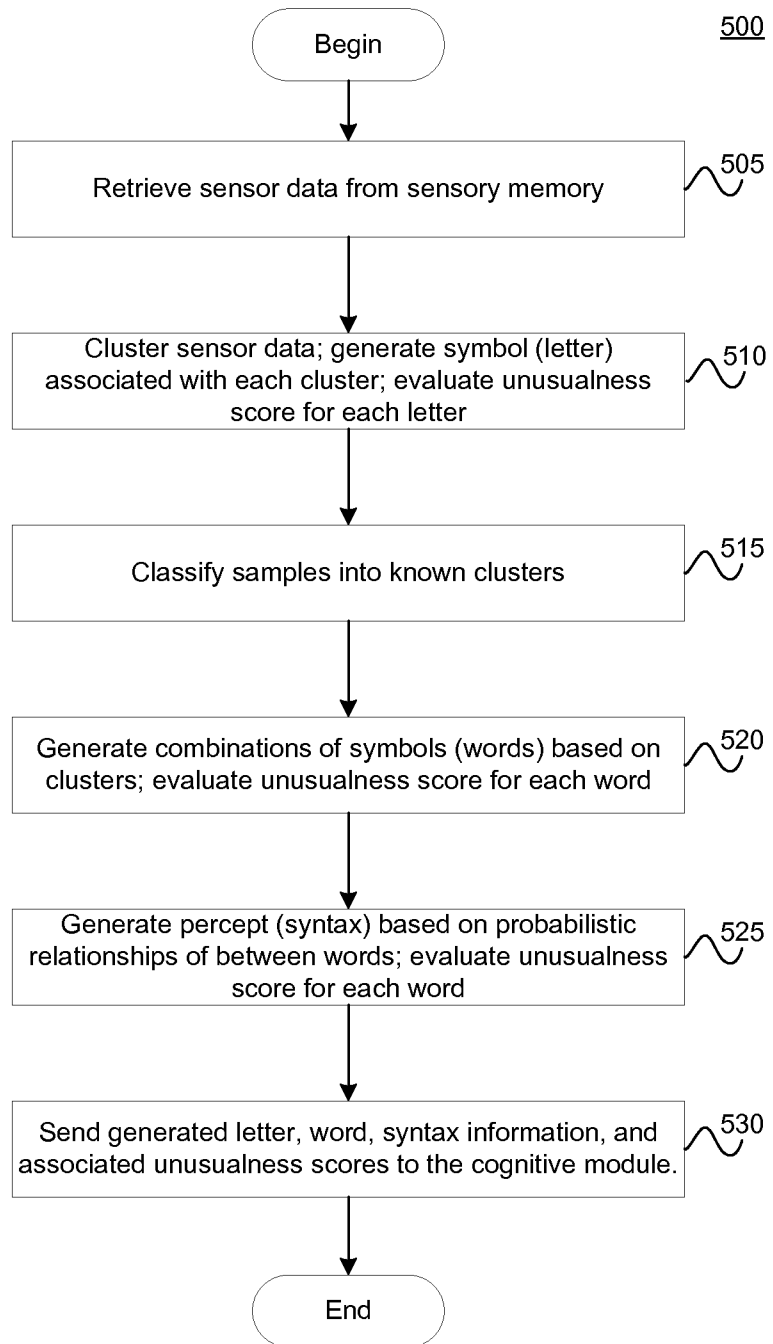 500
Begin
505
Retrieve sensor data from sensory memory
510
Cluster sensor data; generate symbol (letter)
associated with each cluster; evaluate unusualness
score for each letter
515
Classify samples into known clusters
520
Generate combinations of symbols (words) based on
clusters; evaluate unusualness score for each word
525
Generate percept (syntax) based on probabilistic
relationships of between words; evaluate unusualness
score for each word
530
Send generated letter, word, syntax information, and
associated unusualness scores to the cognitive module.
End